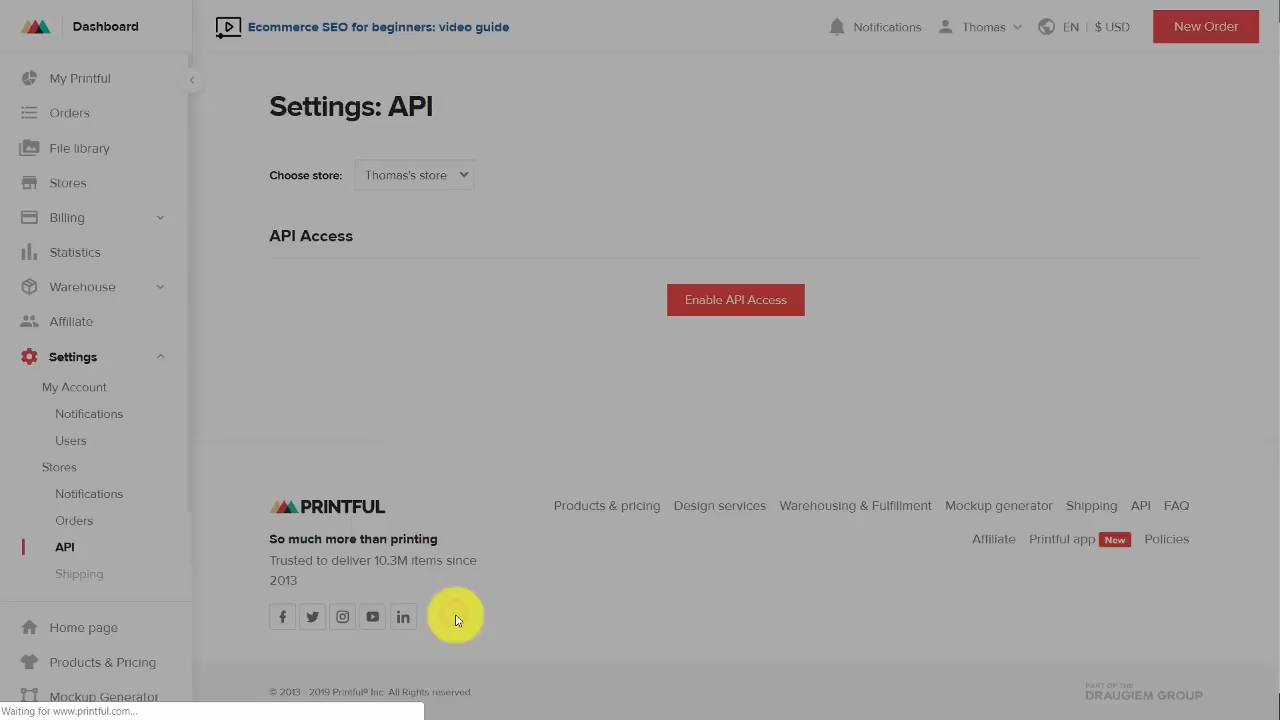 Dashboard
Ecommerce SEO for beginners: video guide
Notifications
Thomas
EN | $ USD
New Order
My Printful
Orders
File library
Stores
Billing
Statistics
Warehouse
Affiliate
Settings
My Account
Notifications
Users
Stores
Notifications
Orders
API
Shipping
Home page
Products & Pricing
Mockup Generator
Settings: API
Choose store:
Thomas's store
API Access
Enable API Access
PRINTFUL
So much more than printing
Trusted to deliver 10.3M items since
2013
Products & pricing Design services Warehousing & Fulfillment Mockup generator Shipping API FAQ
Affiliate Printful app New Policies
© 2013 - 2019 Printful® Inc. All Rights reserved.
PART OF THE
DRAUGIEM GROUP
Waiting for www.printful.com...